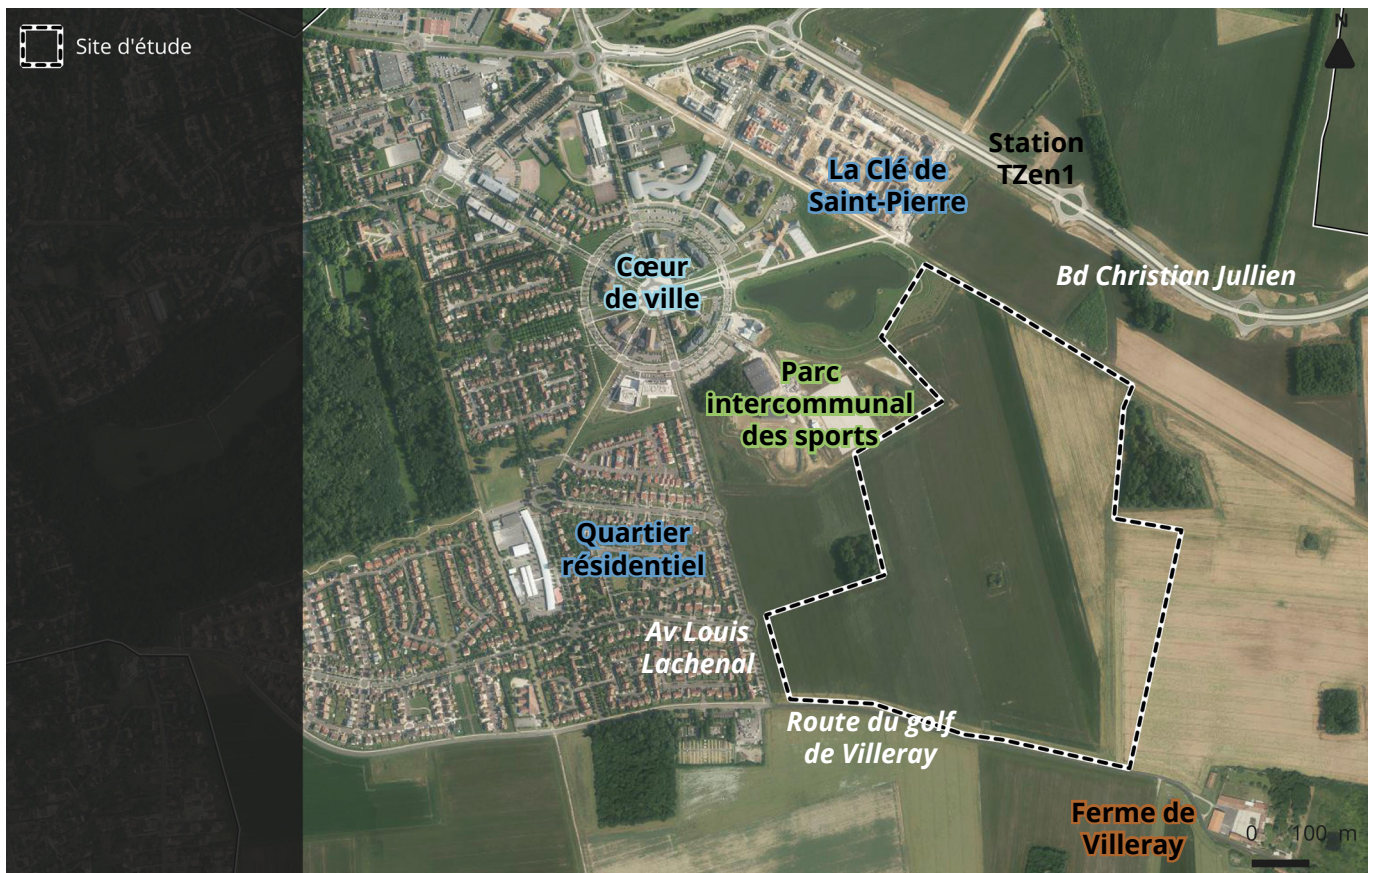 Site d'étude
N
Station
TZen1
La Clé de
Saint-Pierre
Bd Christian Jullien
Cœur
de ville
Parc
intercommunal
des sports
Quartier
résidentiel
Av Louis
Lachenal
Route du golf
de Villeray
Ferme de
Villeray
0 100 m